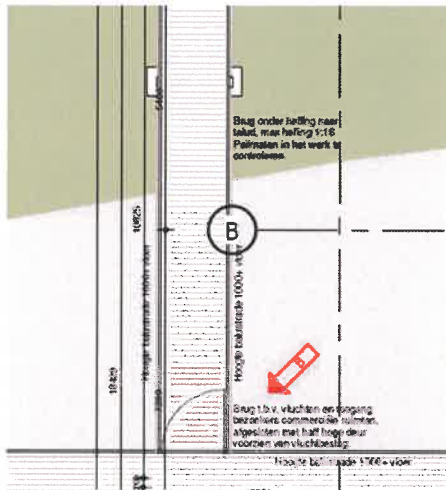 Brug onder helling naar
talud, max helling 1:16
Peilmaten in het werk te
controleren
B
10625
Hoogte balustrade 1000+ vloer
Hoogte balustrade 1000+ vloer
B
Brug t.b.v. vluchten en toegang
bezoekers commerciële ruimten,
afgesloten met half hoge deur
voorzien van vluchtbeslag.
Hoogte balustrade 1000+ vloer